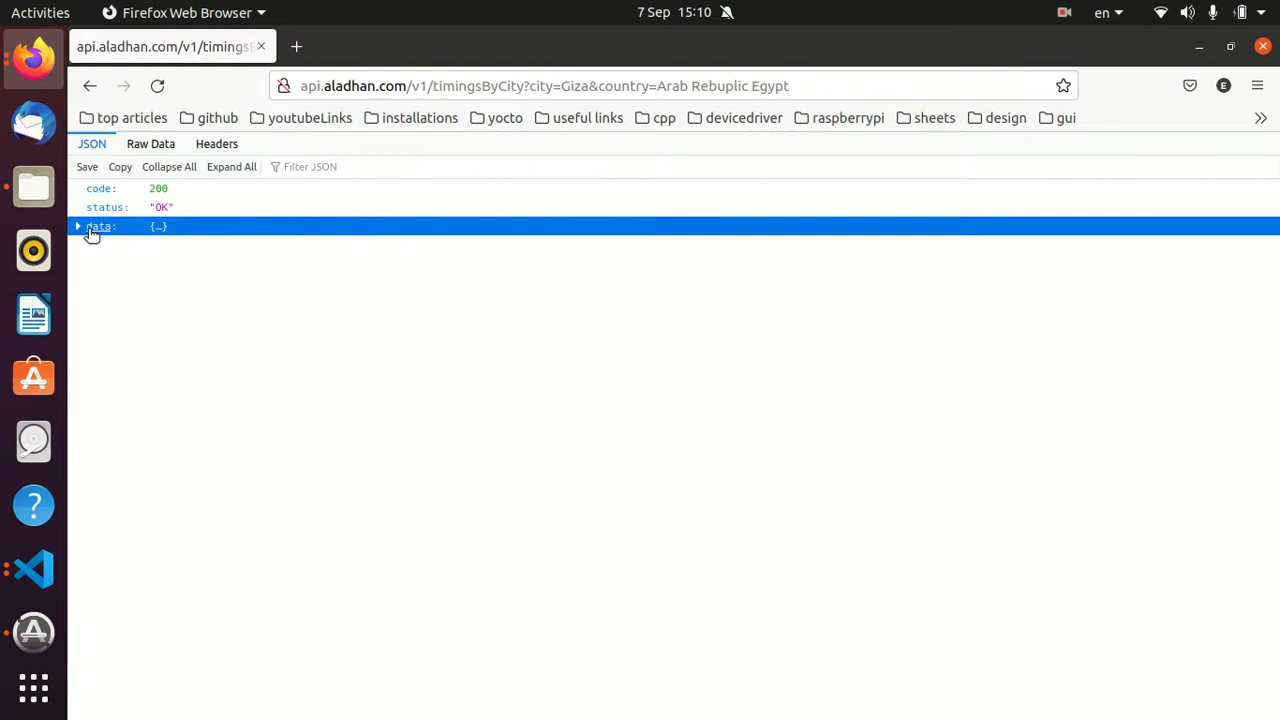 Activities Firefox Web Browser 7 Sep 15:10 en
api.aladhan.com/v1/timingsB
api.aladhan.com/v1/timingsByCity?city=Giza&country=Arab Rebuplic Egypt
top articles github youtubeLinks installations yocto useful links cpp devicedriver raspberrypi sheets design gui
JSON Raw Data Headers
Save Copy Collapse All Expand All Filter JSON
code: 200
status: "OK"
data: {…}